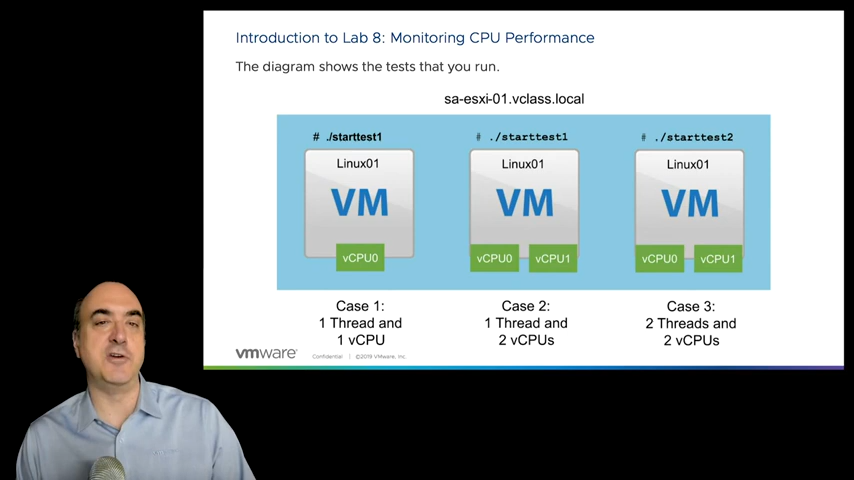 Introduction to Lab 8: Monitoring CPU Performance
The diagram shows the tests that you run.
sa-esxi-01.vclass.local
# ./starttest1
# ./starttest1
# ./starttest2
Linux01
Linux01
Linux01
VM
VM
VM
vCPU0
vCPU0
vCPU1
vCPU0
vCPU1
Case 1:
1 Thread and
1 vCPU
Case 2:
1 Thread and
2 vCPUs
Case 3:
2 Threads and
2 vCPUs
vmware
Confidential | ©2019 VMware, Inc.